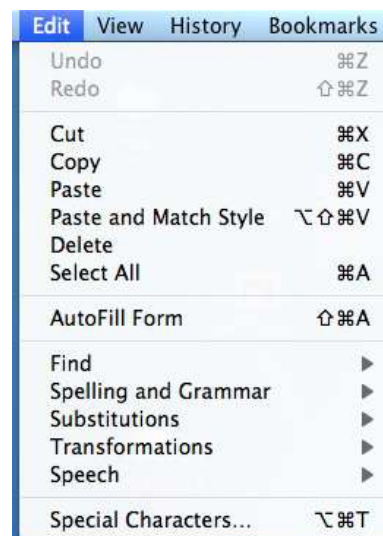 Edit View History Bookmarks
Undo ⌘Z
Redo ⇧⌘Z
Cut ⌘X
Copy ⌘C
Paste ⌘V
Paste and Match Style ⌥⇧⌘V
Delete
Select All ⌘A
AutoFill Form ⇧⌘A
Find ▶
Spelling and Grammar ▶
Substitutions ▶
Transformations ▶
Speech ▶
Special Characters... ⌥⌘T